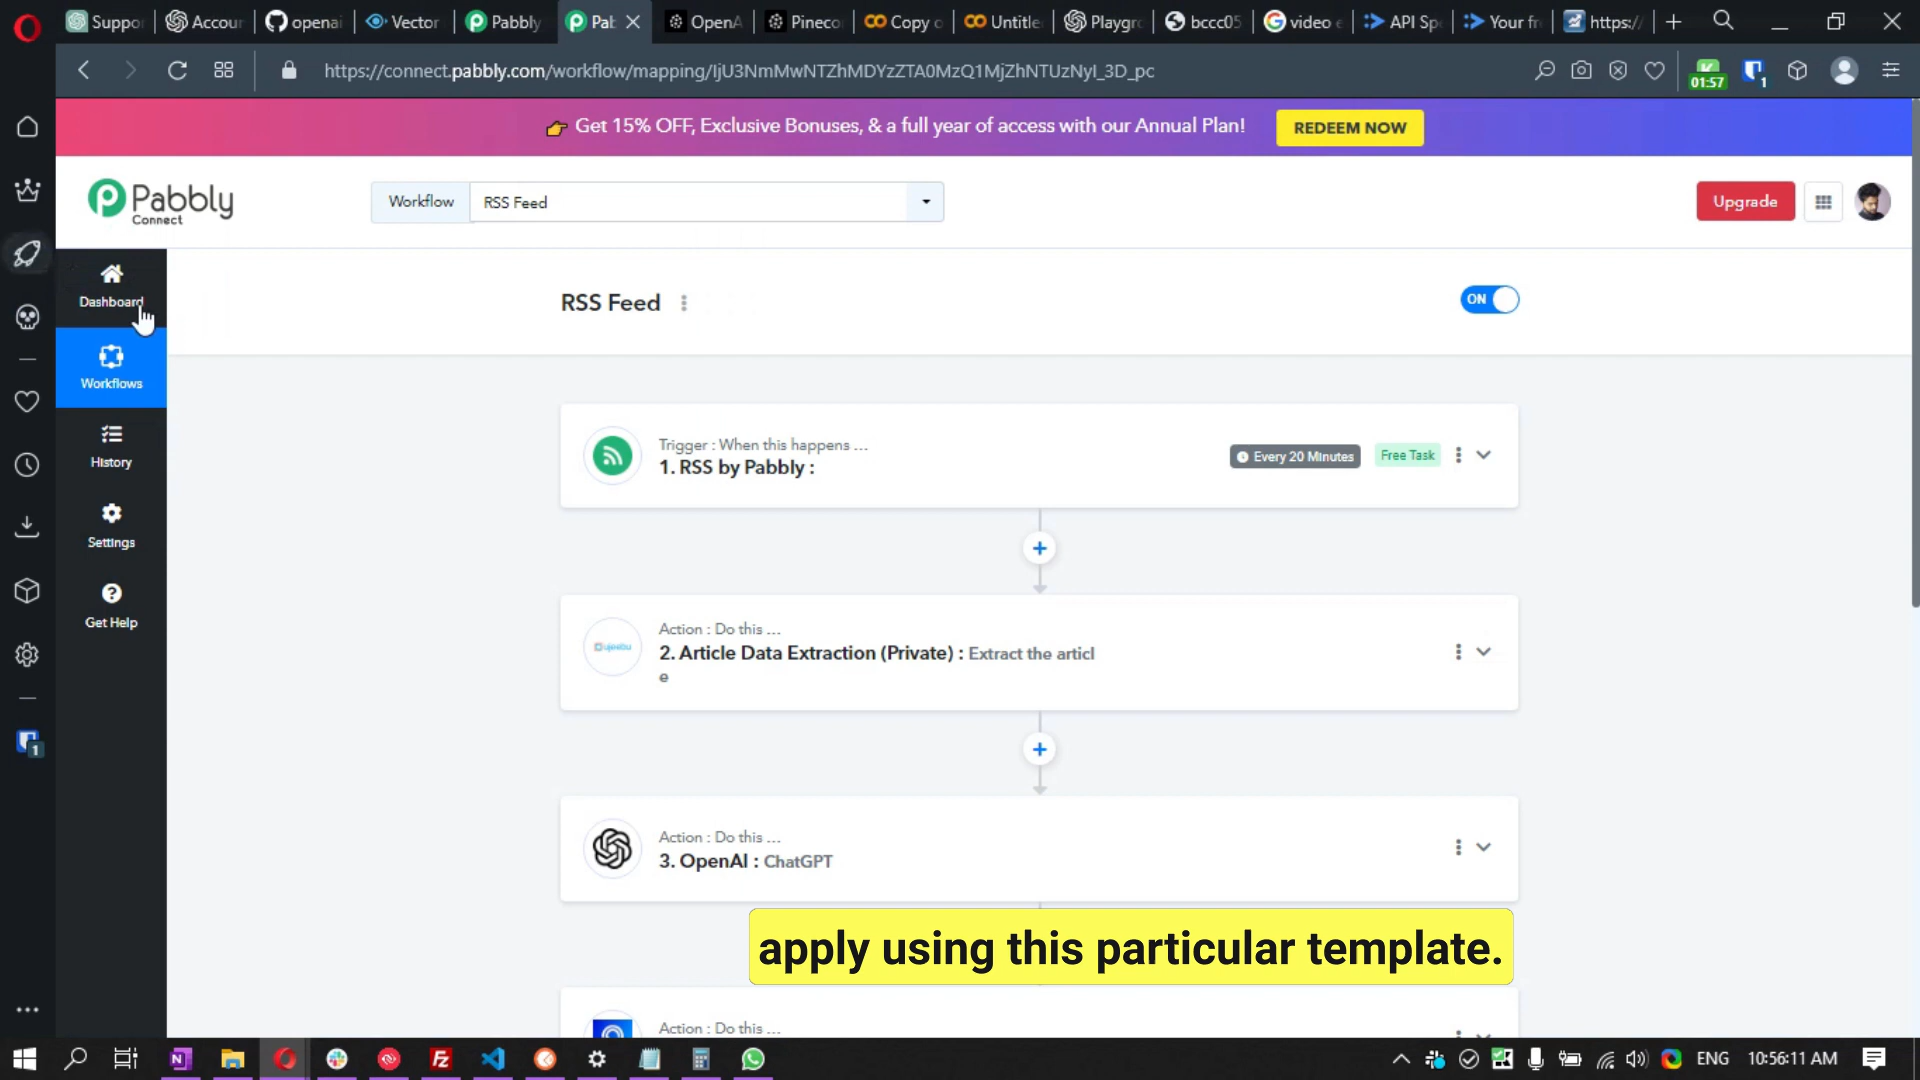 Suppo
Accour
openai
Vector
Pabbly
Pab
OpenA
Pineco
Copy o
Untitle
Playgr
bccc05
video e
API Sp
Your fr
https:/
https://connect.pabbly.com/workflow/mapping/IjU3NmMwNTZhMDYzZTA0MzQ1MjZhNTUzNyI_3D_pc
01:57
1
Get 15% OFF, Exclusive Bonuses, & a full year of access with our Annual Plan!
REDEEM NOW
Pabbly
Connect
Workflow
RSS Feed
Upgrade
Dashboard
Workflows
History
Settings
Get Help
1
RSS Feed
ON
Trigger : When this happens ...
1. RSS by Pabbly :
Every 20 Minutes
Free Task
Action : Do this ...
2. Article Data Extraction (Private) : Extract the articl
e
ujeebu
Action : Do this ...
3. OpenAI : ChatGPT
apply using this particular template.
Action : Do this ...
ENG
10:56:11 AM